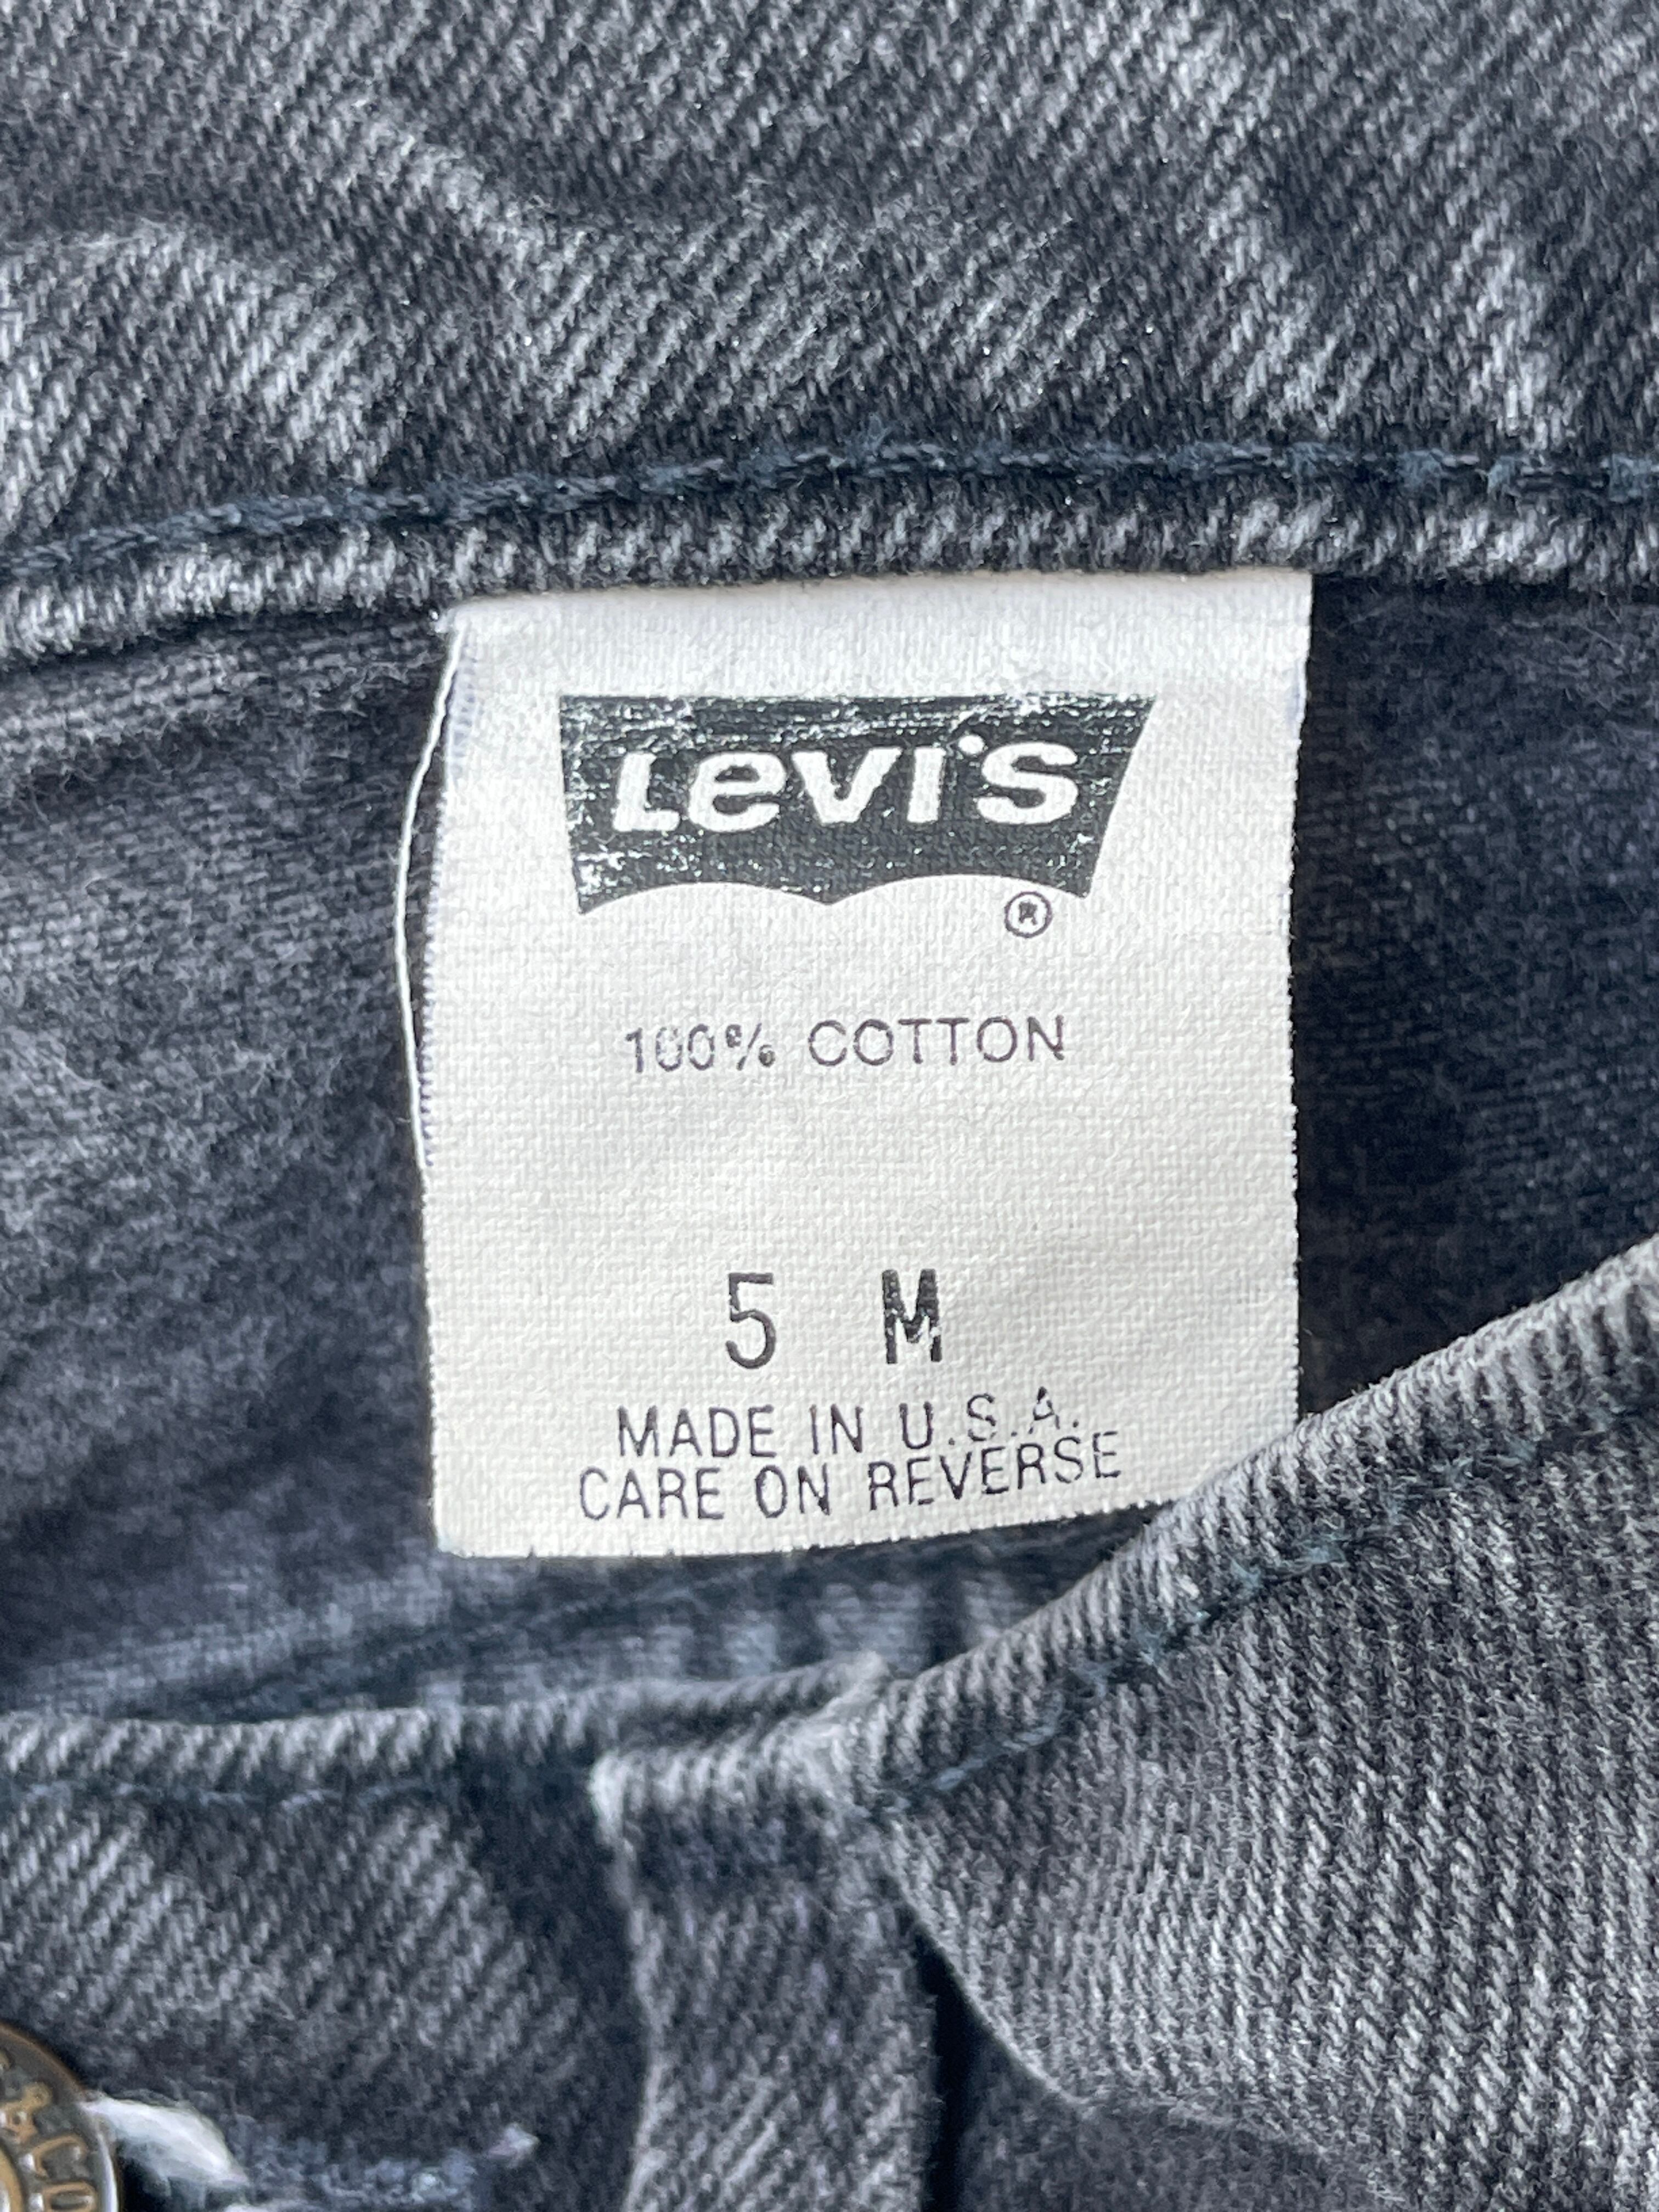 Levi's
®
100% COTTON
5 M
MADE IN U.S.A.
CARE ON REVERSE